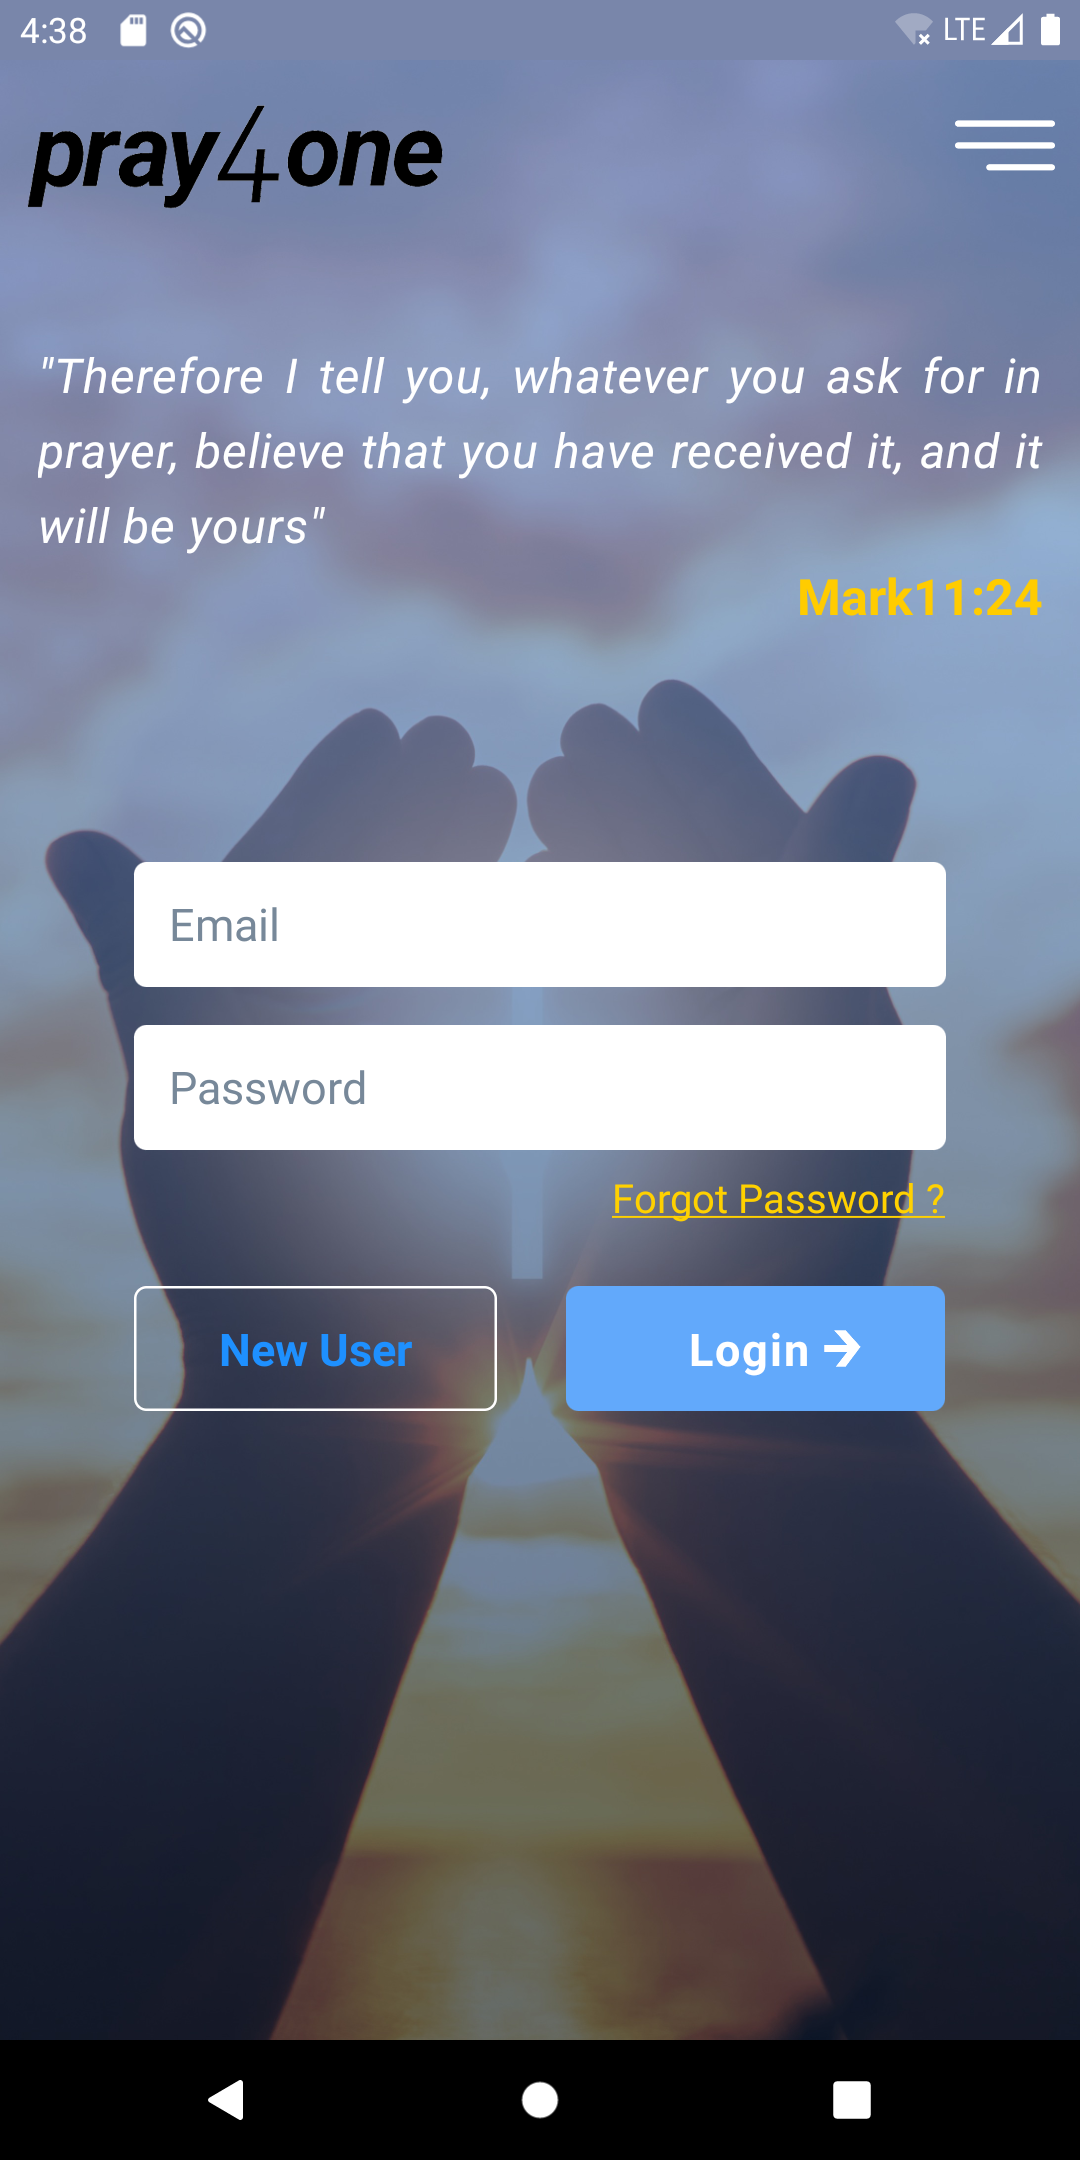 4:38
LTE
pray4one
"Therefore I tell you, whatever you ask for in
prayer, believe that you have received it, and it
will be yours"
Mark11:24
Email
Password
Forgot Password ?
New User
Login